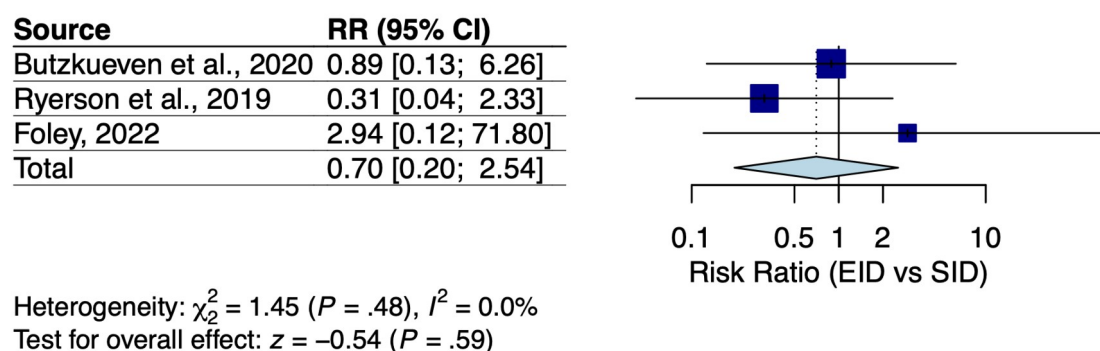 Source RR (95% CI)
Butzkueven et al., 2020 0.89 [0.13; 6.26]
Ryerson et al., 2019 0.31 [0.04; 2.33]
Foley, 2022 2.94 [0.12; 71.80]
Total 0.70 [0.20; 2.54]
0.1 0.5 1 2 10
Risk Ratio (EID vs SID)
Heterogeneity: χ²₂ = 1.45 (P = .48), I² = 0.0%
Test for overall effect: z = −0.54 (P = .59)